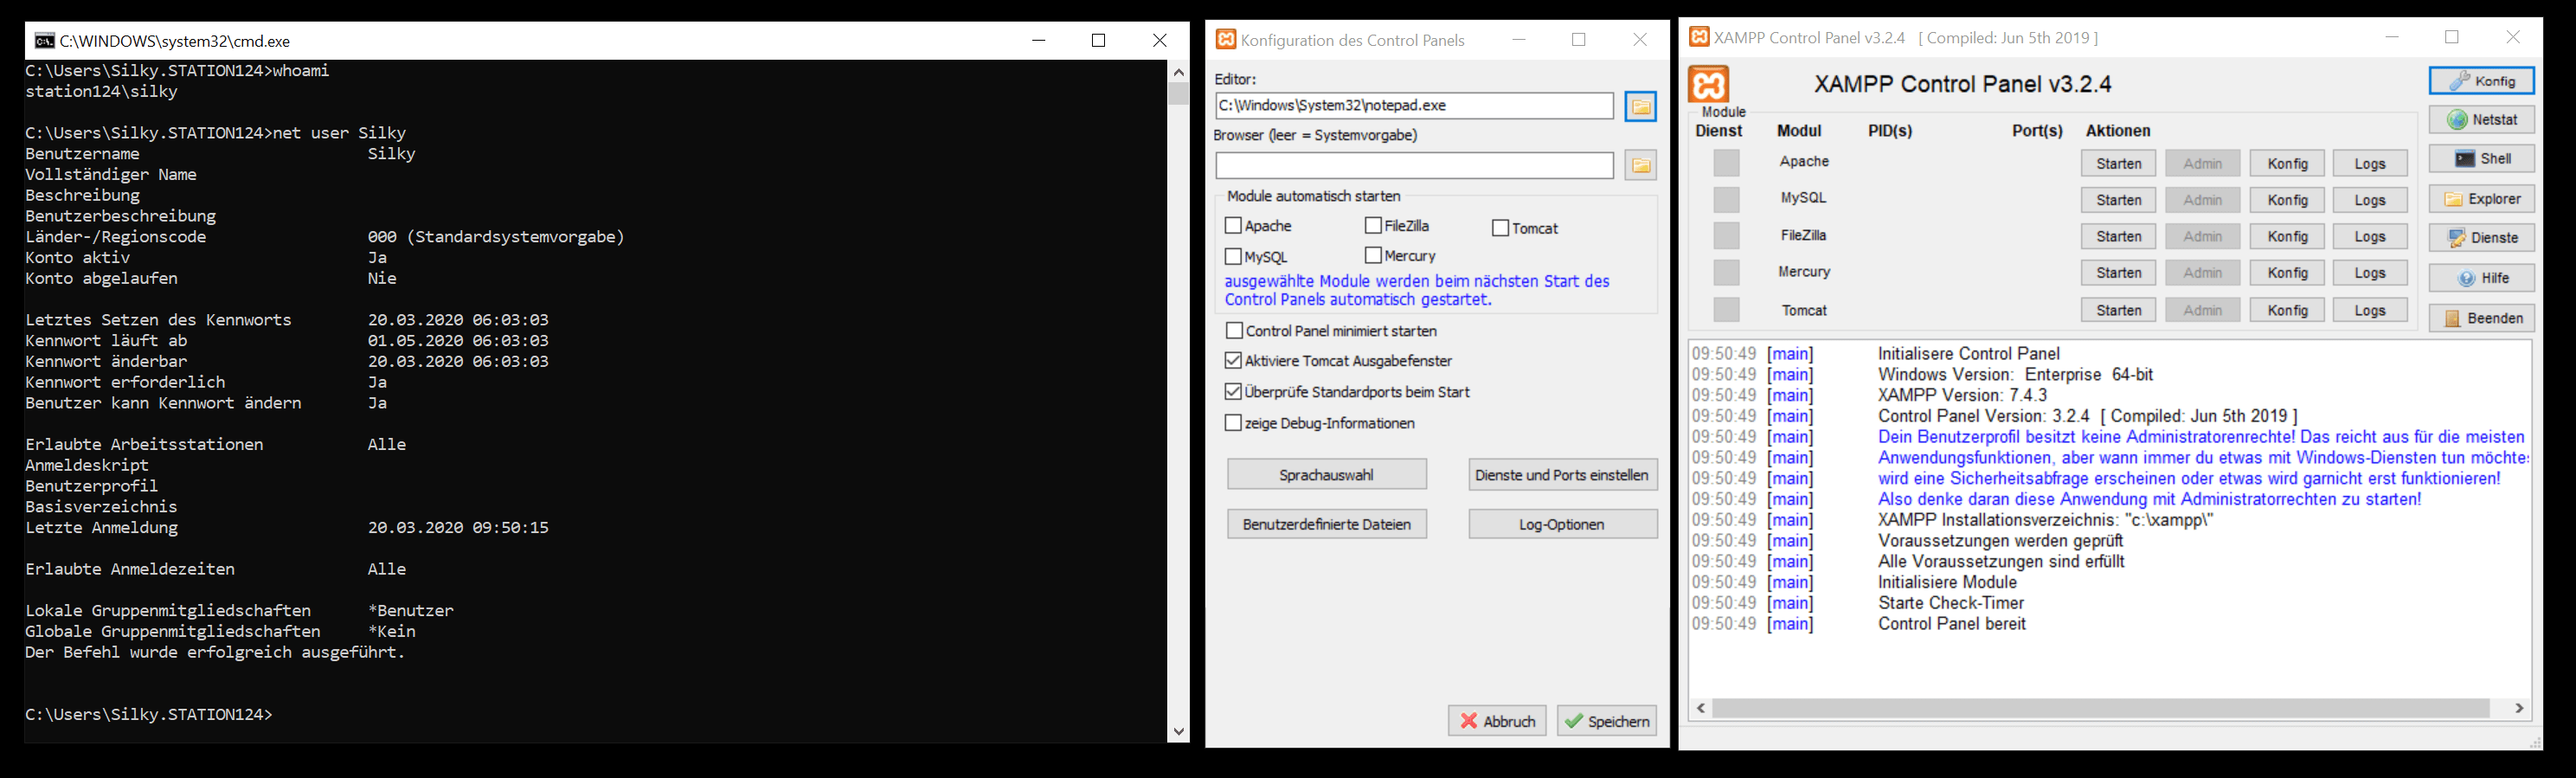 C:\WINDOWS\system32\cmd.exe
C:\Users\Silky.STATION124>whoami
station124\silky
C:\Users\Silky.STATION124>net user Silky
Benutzername Silky
Vollständiger Name
Beschreibung
Benutzerbeschreibung
Länder-/Regionscode 000 (Standardsystemvorgabe)
Konto aktiv Ja
Konto abgelaufen Nie
Letztes Setzen des Kennworts 20.03.2020 06:03:03
Kennwort läuft ab 01.05.2020 06:03:03
Kennwort änderbar 20.03.2020 06:03:03
Kennwort erforderlich Ja
Benutzer kann Kennwort ändern Ja
Erlaubte Arbeitsstationen Alle
Anmeldeskript
Benutzerprofil
Basisverzeichnis
Letzte Anmeldung 20.03.2020 09:50:15
Erlaubte Anmeldezeiten Alle
Lokale Gruppenmitgliedschaften *Benutzer
Globale Gruppenmitgliedschaften *Kein
Der Befehl wurde erfolgreich ausgeführt.
C:\Users\Silky.STATION124>
Konfiguration des Control Panels
Editor:
C:\Windows\System32\notepad.exe
Browser (leer = Systemvorgabe)
Module automatisch starten
Apache FileZilla Tomcat
MySQL Mercury
ausgewählte Module werden beim nächsten Start des
Control Panels automatisch gestartet.
Control Panel minimiert starten
Aktiviere Tomcat Ausgabefenster
Überprüfe Standardports beim Start
zeige Debug-Informationen
Sprachauswahl Dienste und Ports einstellen
Benutzerdefinierte Dateien Log-Optionen
Abbruch Speichern
XAMPP Control Panel v3.2.4 [ Compiled: Jun 5th 2019 ]
XAMPP Control Panel v3.2.4
Konfig
Module
Dienst Modul PID(s) Port(s) Aktionen
Netstat
Apache Starten Admin Konfig Logs
Shell
MySQL Starten Admin Konfig Logs
Explorer
FileZilla Starten Admin Konfig Logs
Dienste
Mercury Starten Admin Konfig Logs
Hilfe
Tomcat Starten Admin Konfig Logs
Beenden
09:50:49 [main] Initialisere Control Panel
09:50:49 [main] Windows Version: Enterprise 64-bit
09:50:49 [main] XAMPP Version: 7.4.3
09:50:49 [main] Control Panel Version: 3.2.4 [ Compiled: Jun 5th 2019 ]
09:50:49 [main] Dein Benutzerprofil besitzt keine Administratorenrechte! Das reicht aus für die meisten
09:50:49 [main] Anwendungsfunktionen, aber wann immer du etwas mit Windows-Diensten tun möchtes
09:50:49 [main] wird eine Sicherheitsabfrage erscheinen oder etwas wird garnicht erst funktionieren!
09:50:49 [main] Also denke daran diese Anwendung mit Administratorrechten zu starten!
09:50:49 [main] XAMPP Installationsverzeichnis: "c:\xampp\"
09:50:49 [main] Voraussetzungen werden geprüft
09:50:49 [main] Alle Voraussetzungen sind erfüllt
09:50:49 [main] Initialisiere Module
09:50:49 [main] Starte Check-Timer
09:50:49 [main] Control Panel bereit